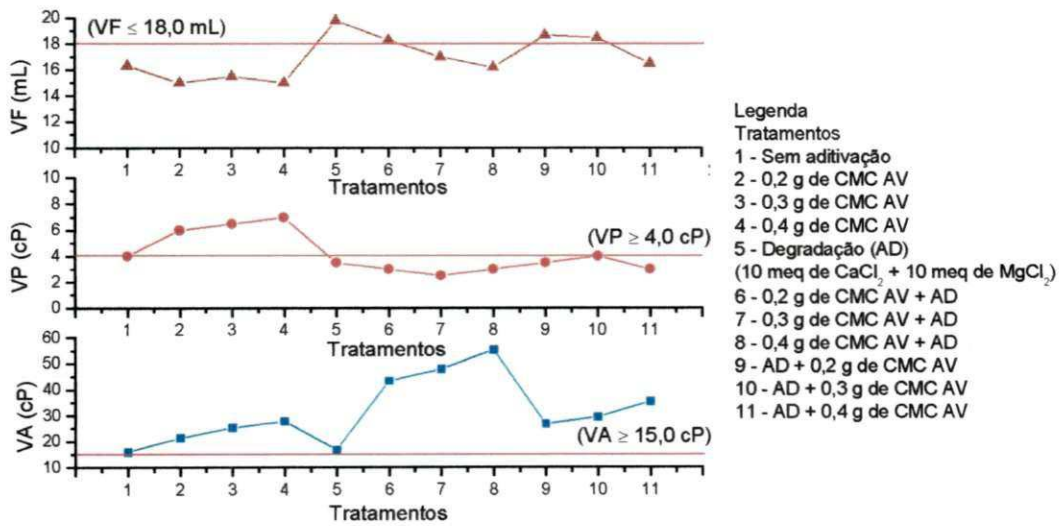 20
18
16
14
12
10
VF (mL)
(VF ≤ 18,0 mL)
1 2 3 4 5 6 7 8 9 10 11
Tratamentos
10
8
6
4
2
0
VP (cP)
(VP ≥ 4,0 cP)
1 2 3 4 5 6 7 8 9 10 11
Tratamentos
60
50
40
30
20
10
VA (cP)
(VA ≥ 15,0 cP)
1 2 3 4 5 6 7 8 9 10 11
Tratamentos
Legenda
Tratamentos
1 - Sem aditivação
2 - 0,2 g de CMC AV
3 - 0,3 g de CMC AV
4 - 0,4 g de CMC AV
5 - Degradação (AD)
(10 meq de CaCl₂ + 10 meq de MgCl₂)
6 - 0,2 g de CMC AV + AD
7 - 0,3 g de CMC AV + AD
8 - 0,4 g de CMC AV + AD
9 - AD + 0,2 g de CMC AV
10 - AD + 0,3 g de CMC AV
11 - AD + 0,4 g de CMC AV